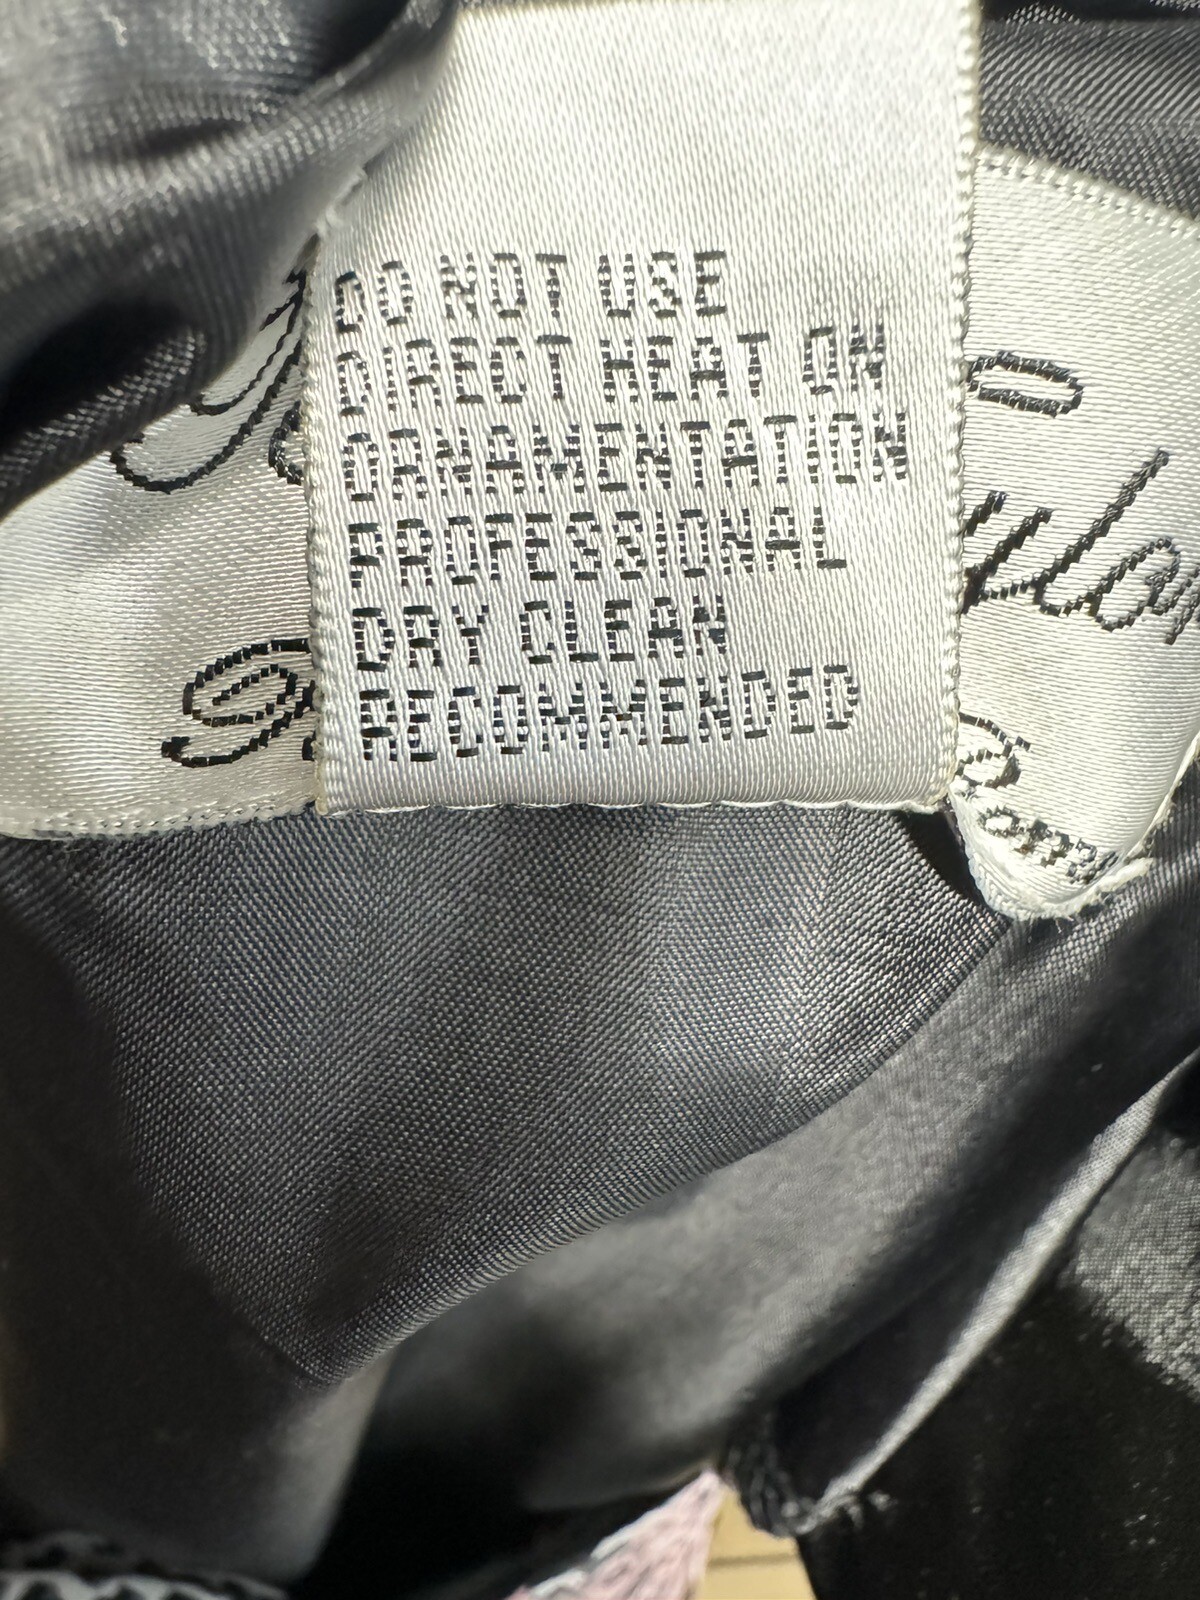 DO NOT USE
DIRECT HEAT ON
ORNAMENTATION
PROFESSIONAL
DRY CLEAN
RECOMMENDED